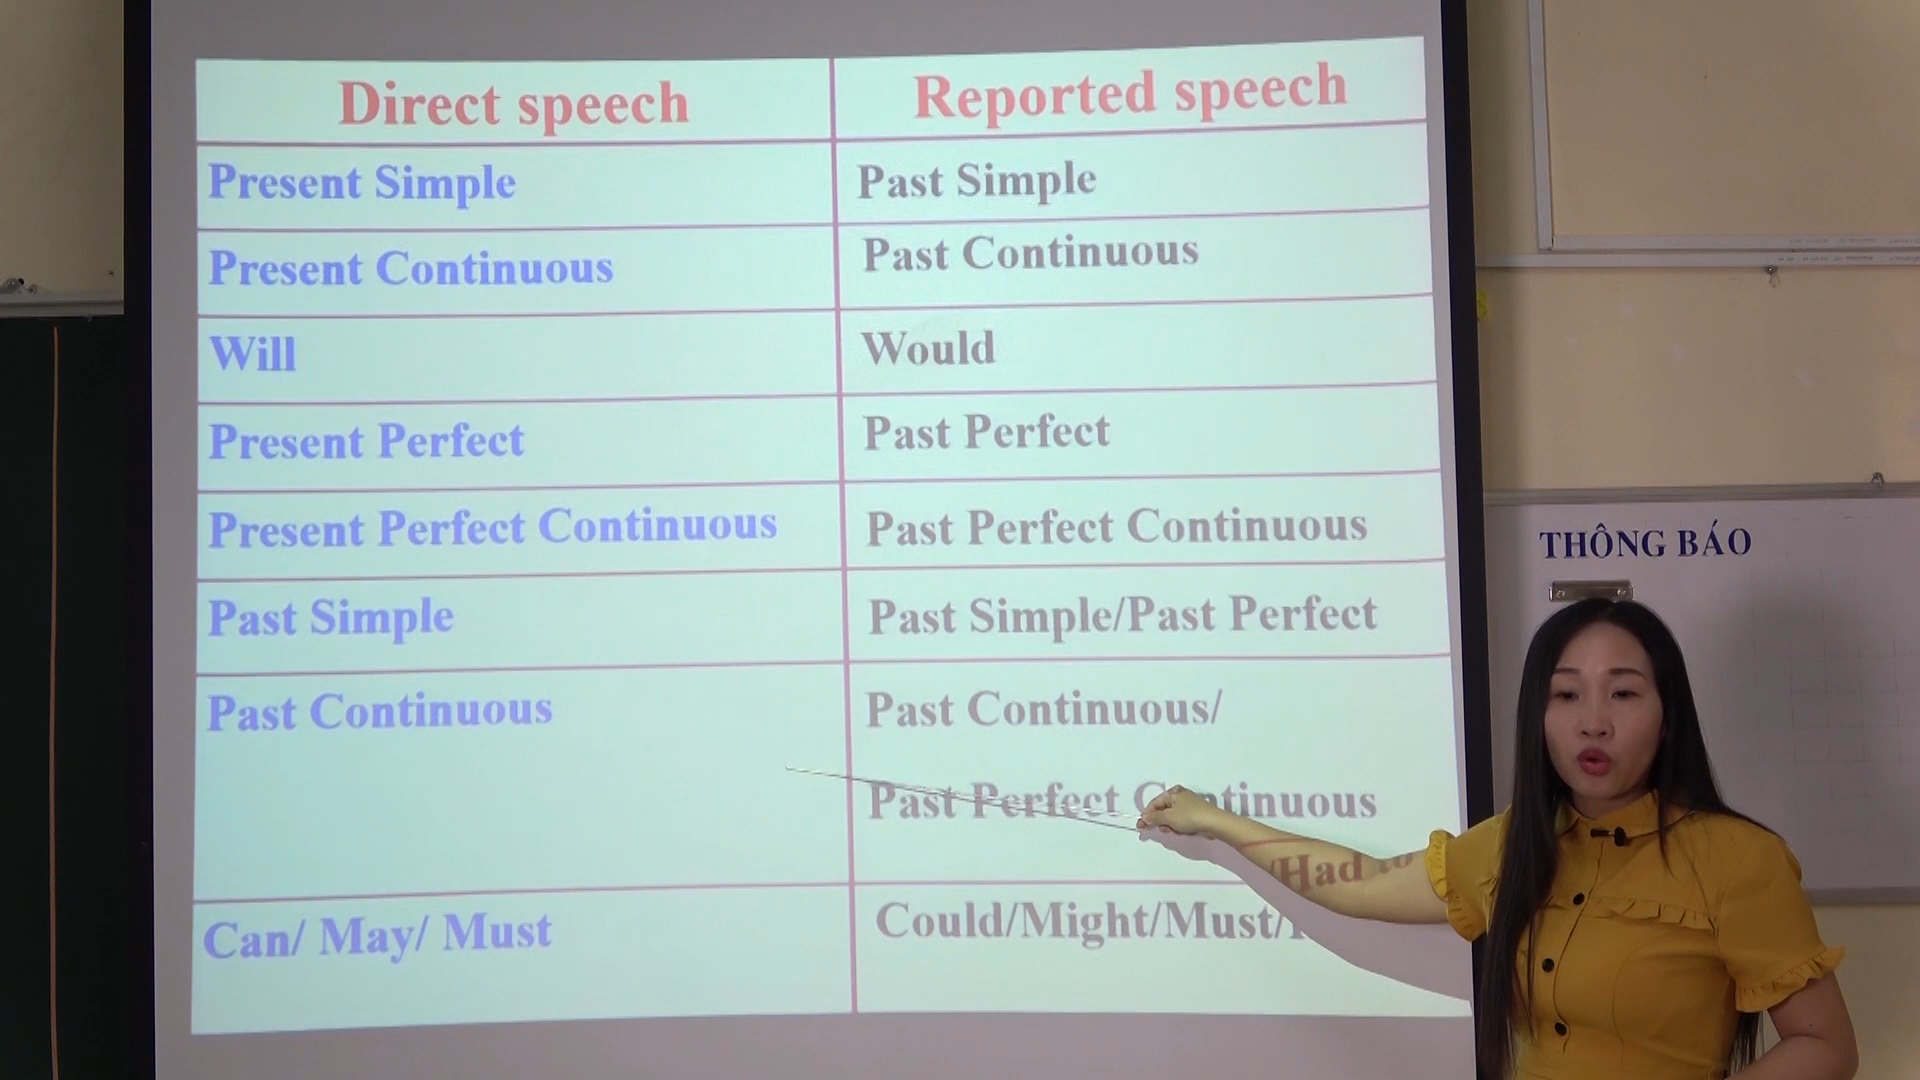 Direct speech
Reported speech
Present Simple
Past Simple
Present Continuous
Past Continuous
Will
Would
Present Perfect
Past Perfect
Present Perfect Continuous
Past Perfect Continuous
Past Simple
Past Simple/Past Perfect
Past Continuous
Past Continuous/
Past Perfect Continuous
Can/ May/ Must
Could/Might/Must/
/Had to
THÔNG BÁO